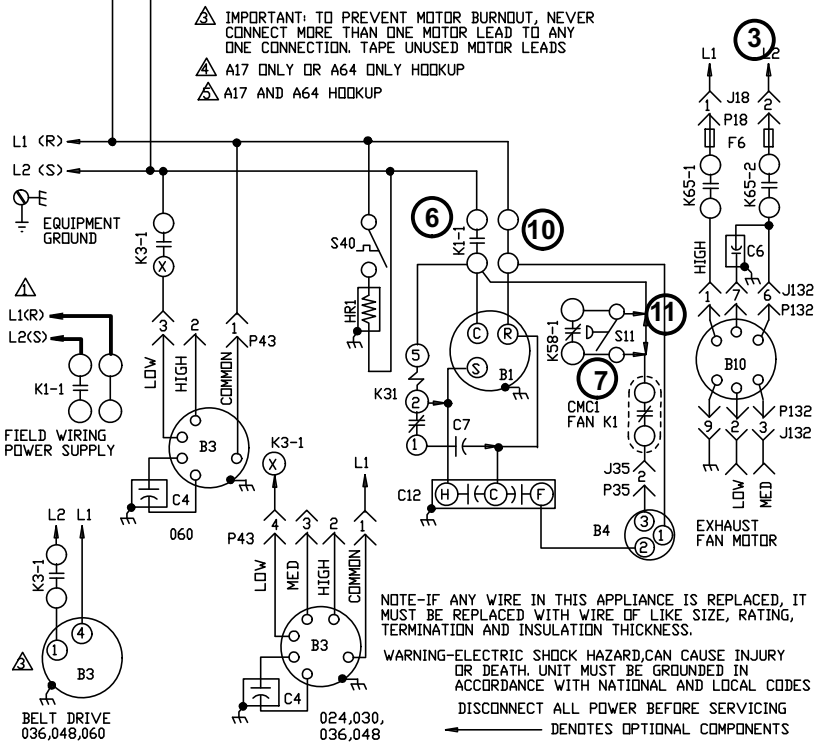 3 IMPORTANT: TO PREVENT MOTOR BURNOUT, NEVER
CONNECT MORE THAN ONE MOTOR LEAD TO ANY
ONE CONNECTION. TAPE UNUSED MOTOR LEADS
4 A17 ONLY OR A64 ONLY HOOKUP
5 A17 AND A64 HOOKUP
3
L1 L2
1 J18 2
P18
F6
K65-1 K65-2
HIGH C6
1 7 6 J132
P132
B10
9 2 3 P132
J132
LOW MED
EXHAUST
FAN MOTOR
L1 (R)
L2 (S)
EQUIPMENT
GROUND
K3-1
X
3 2 1 P43
LOW HIGH COMMON
B3
C4
060
S40
HR1
6 K1-1 10
C R
S B1
5
K31
2
1
C7
C12 H C F
K58-1 D S11 11
7
CMC1
FAN K1
J35 2
P35
B4 3 1
2
1
L1(R)
L2(S)
K1-1
FIELD WIRING
POWER SUPPLY
L2 L1
K3-1
1 4
3 B3
BELT DRIVE
036,048,060
K3-1
X L1
P43 4 3 2 1
LOW MED HIGH COMMON
B3
C4
024,030,
036,048
NOTE-IF ANY WIRE IN THIS APPLIANCE IS REPLACED, IT
MUST BE REPLACED WITH WIRE OF LIKE SIZE, RATING,
TERMINATION AND INSULATION THICKNESS.
WARNING-ELECTRIC SHOCK HAZARD,CAN CAUSE INJURY
OR DEATH. UNIT MUST BE GROUNDED IN
ACCORDANCE WITH NATIONAL AND LOCAL CODES
DISCONNECT ALL POWER BEFORE SERVICING
DENOTES OPTIONAL COMPONENTS